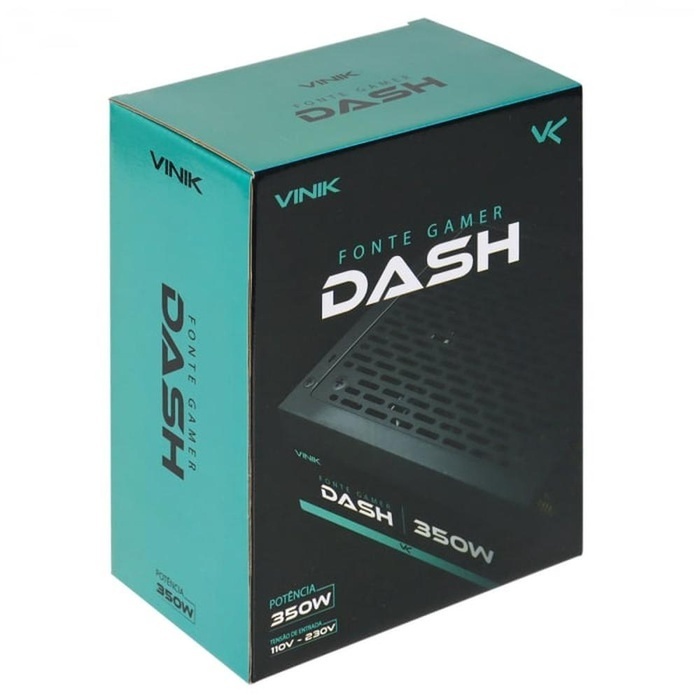 VINIK
FONTE GAMER
DASH
VINIK
FONTE GAMER
DASH
VK
VINIK
FONTE GAMER
DASH
VINIK
FONTE GAMER
DASH
350W
VK
POTÊNCIA
350W
POTÊNCIA
350W
TENSÃO DE ENTRADA
110V - 230V